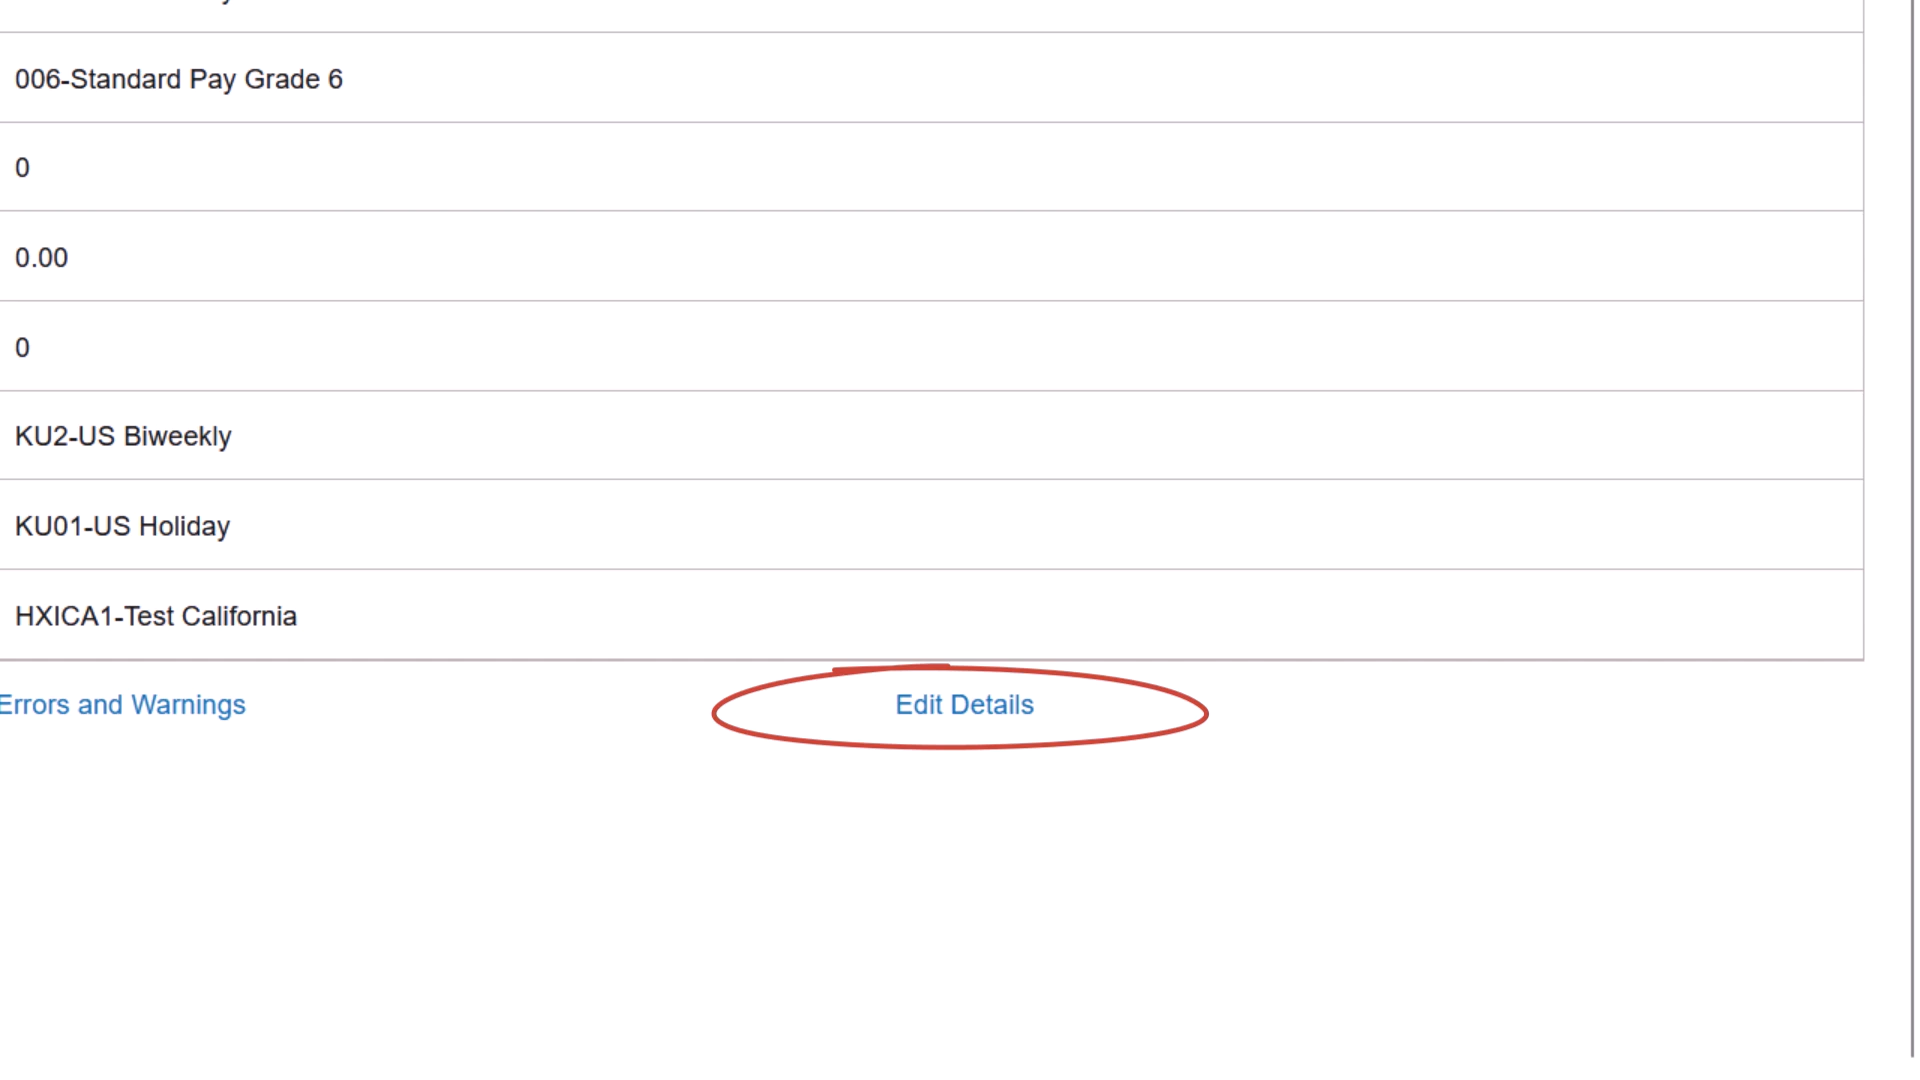 006-Standard Pay Grade 6
0
0.00
0
KU2-US Biweekly
KU01-US Holiday
HXICA1-Test California
Errors and Warnings
Edit Details